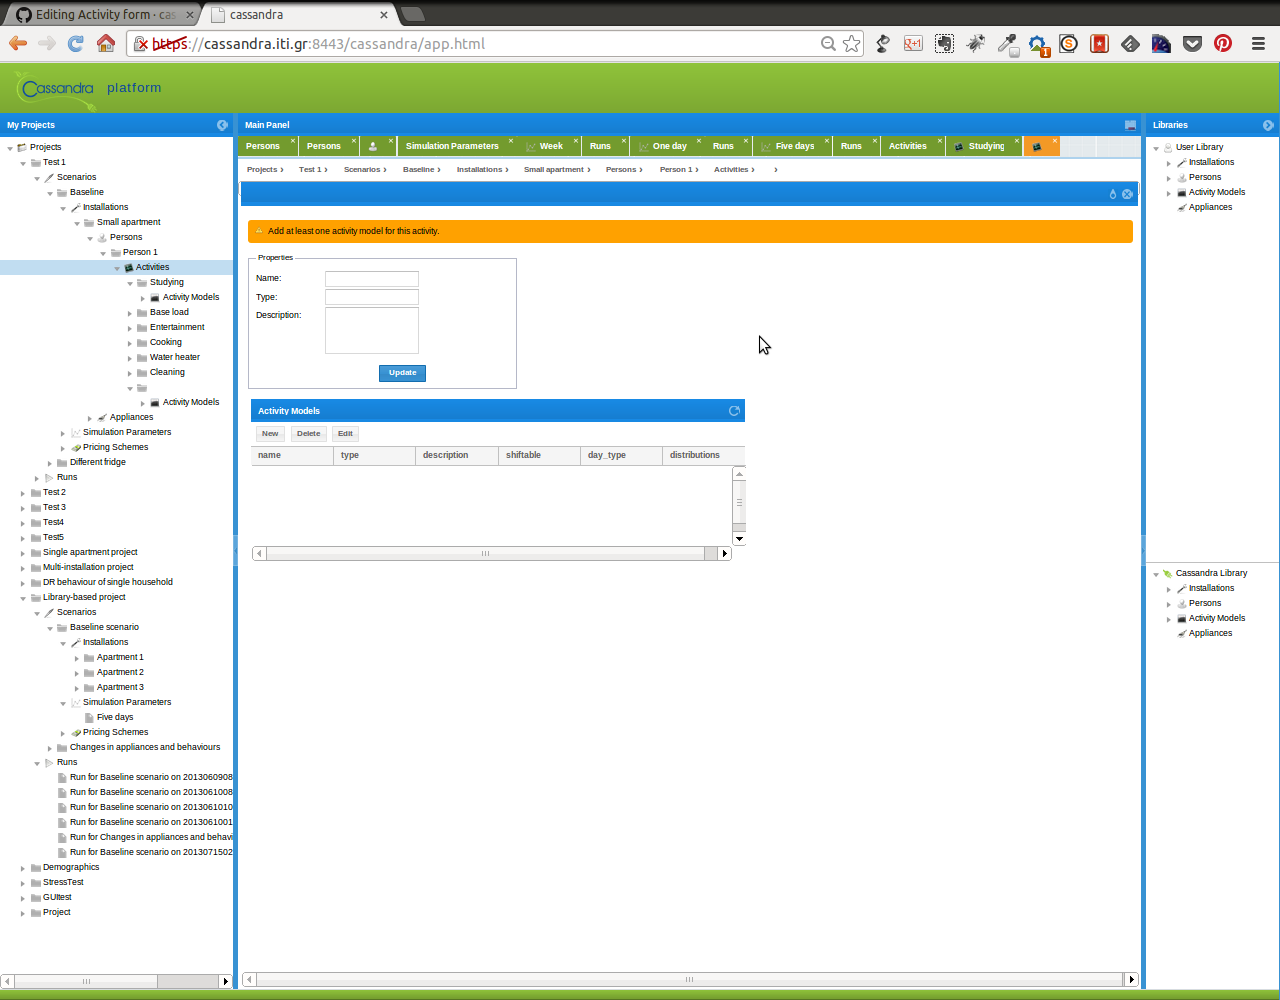 Editing Activity form · cas
cassandra
https://cassandra.iti.gr:8443/cassandra/app.html
Cassandra platform
My Projects
Projects
Test 1
Scenarios
Baseline
Installations
Small apartment
Persons
Person 1
Activities
Studying
Activity Models
Base load
Entertainment
Cooking
Water heater
Cleaning
Activity Models
Appliances
Simulation Parameters
Pricing Schemes
Different fridge
Runs
Test 2
Test 3
Test4
Test5
Single apartment project
Multi-installation project
DR behaviour of single household
Library-based project
Scenarios
Baseline scenario
Installations
Apartment 1
Apartment 2
Apartment 3
Simulation Parameters
Five days
Pricing Schemes
Changes in appliances and behaviours
Runs
Run for Baseline scenario on 2013060908
Run for Baseline scenario on 2013061008
Run for Baseline scenario on 2013061010
Run for Baseline scenario on 2013061001
Run for Changes in appliances and behavi
Run for Baseline scenario on 2013071502
Demographics
StressTest
GUItest
Project
Main Panel
Persons Persons Simulation Parameters Week Runs One day Runs Five days Runs Activities Studying
Projects › Test 1 › Scenarios › Baseline › Installations › Small apartment › Persons › Person 1 › Activities › ›
Add at least one activity model for this activity.
Properties
Name:
Type:
Description:
Update
Activity Models
New Delete Edit
name type description shiftable day_type distributions
Libraries
User Library
Installations
Persons
Activity Models
Appliances
Cassandra Library
Installations
Persons
Activity Models
Appliances